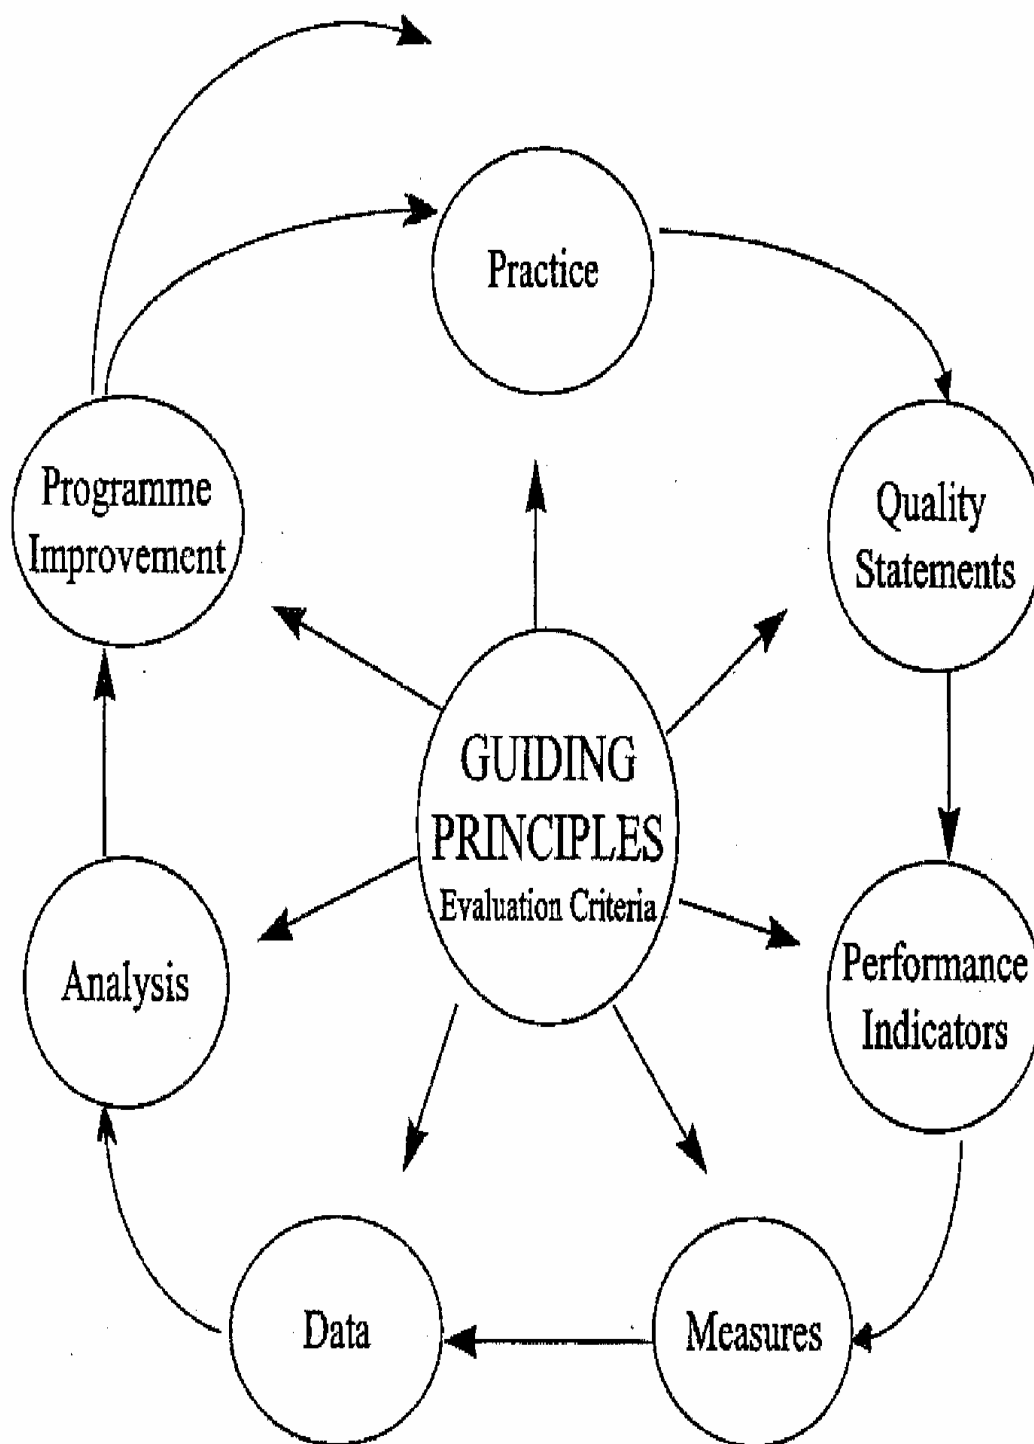 Practice
Quality
Statements
Performance
Indicators
Measures
Data
Analysis
Programme
Improvement
GUIDING
PRINCIPLES
Evaluation Criteria